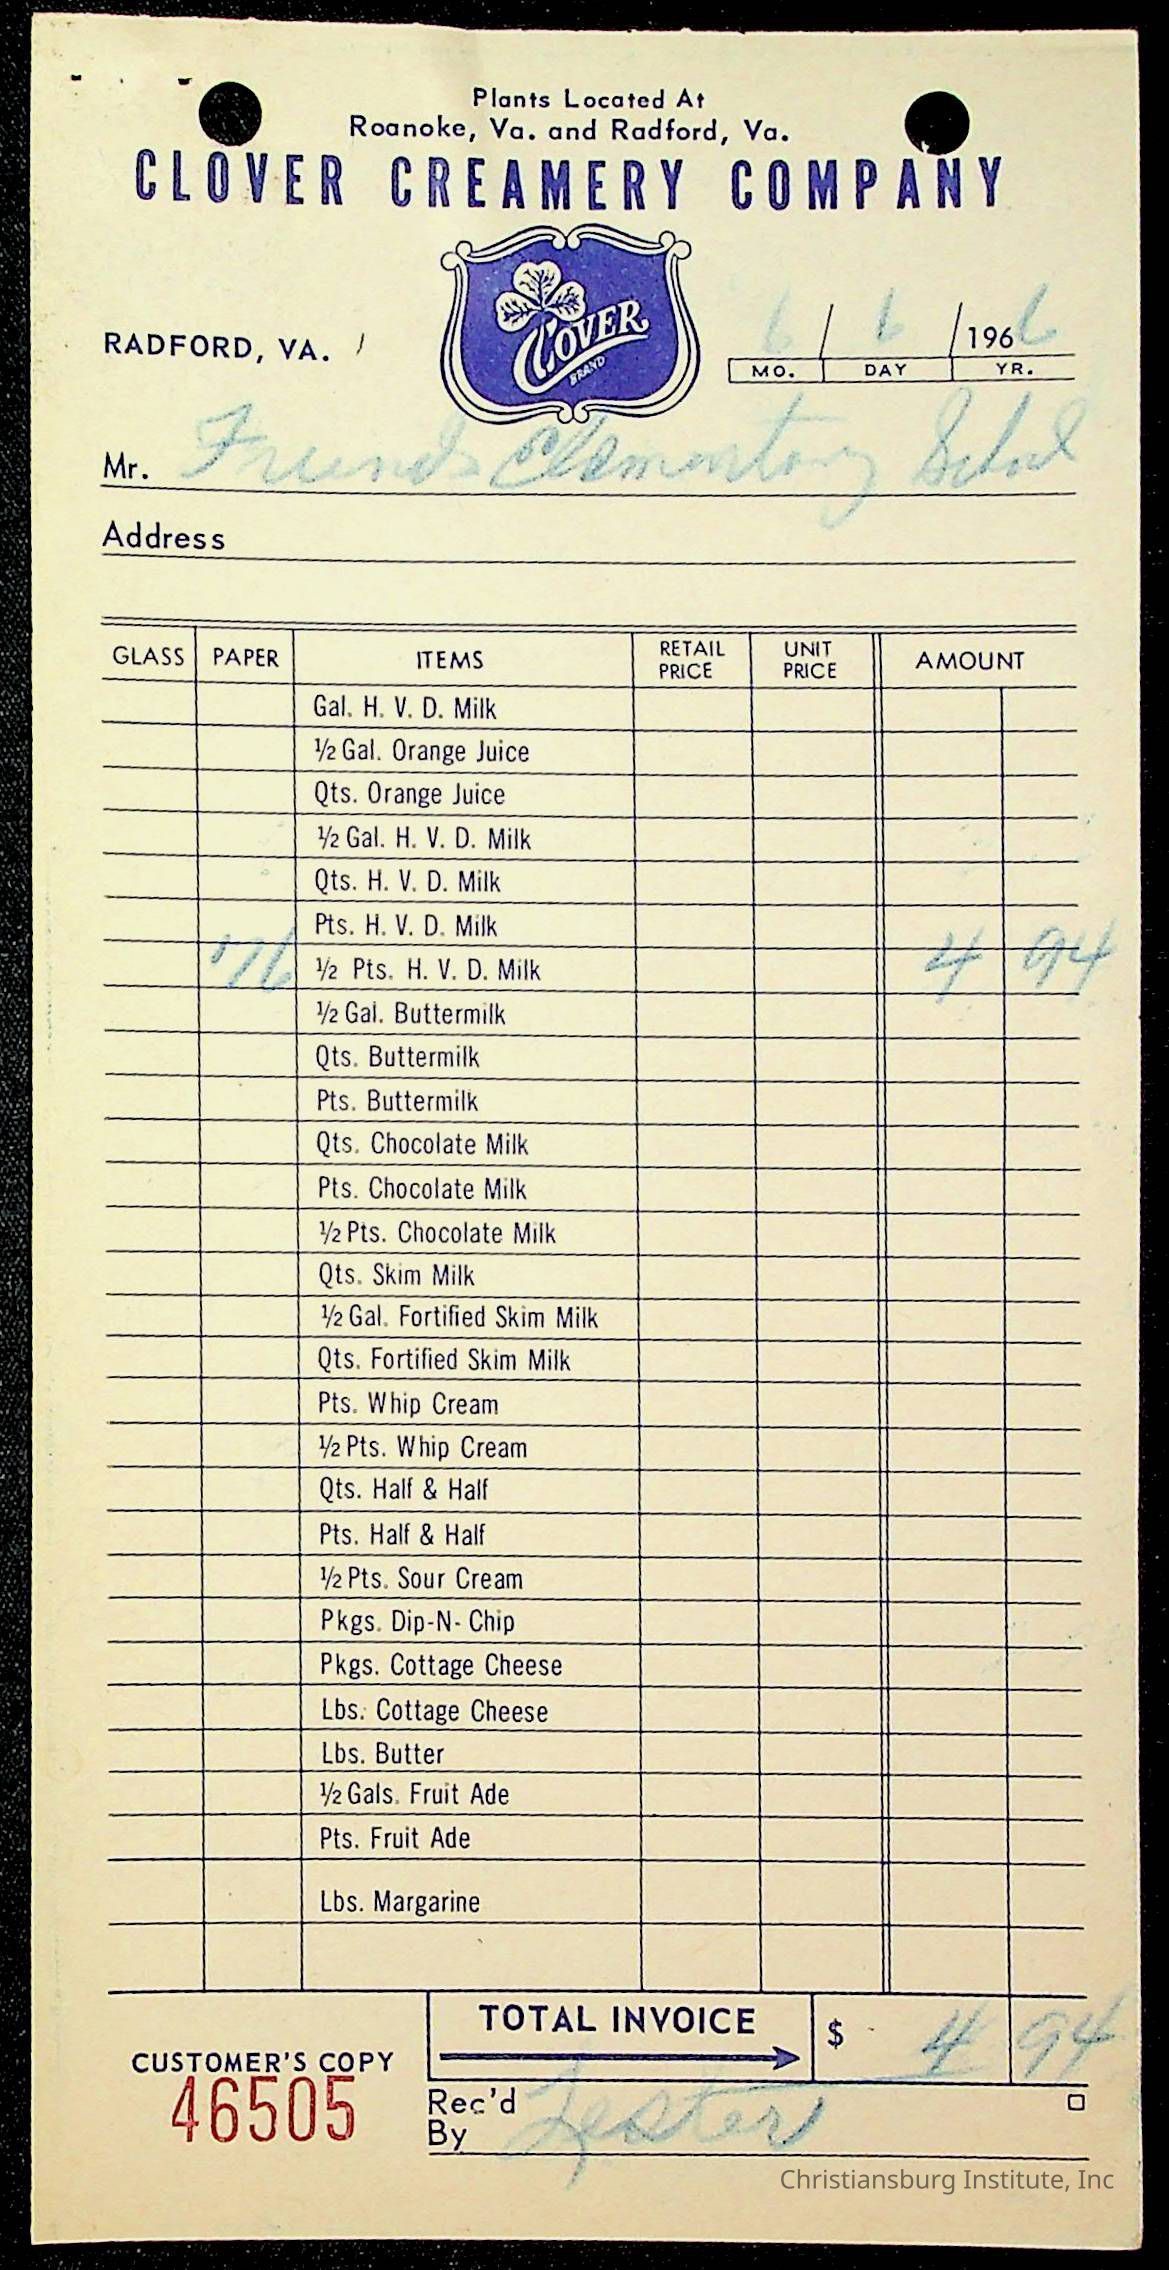 Plants Located At
Roanoke, Va. and Radford, Va.
CLOVER CREAMERY COMPANY
CLOVER
BRAND
RADFORD, VA.
6 / 6 / 1966
MO. DAY YR.
Mr. Friends Elementary School
Address
GLASS PAPER ITEMS RETAIL PRICE UNIT PRICE AMOUNT
Gal. H. V. D. Milk
½ Gal. Orange Juice
Qts. Orange Juice
½ Gal. H. V. D. Milk
Qts. H. V. D. Milk
Pts. H. V. D. Milk
½ Pts. H. V. D. Milk 4 94
½ Gal. Buttermilk
Qts. Buttermilk
Pts. Buttermilk
Qts. Chocolate Milk
Pts. Chocolate Milk
½ Pts. Chocolate Milk
Qts. Skim Milk
½ Gal. Fortified Skim Milk
Qts. Fortified Skim Milk
Pts. Whip Cream
½ Pts. Whip Cream
Qts. Half & Half
Pts. Half & Half
½ Pts. Sour Cream
Pkgs. Dip-N-Chip
Pkgs. Cottage Cheese
Lbs. Cottage Cheese
Lbs. Butter
½ Gals. Fruit Ade
Pts. Fruit Ade
Lbs. Margarine
TOTAL INVOICE $ 4 94
CUSTOMER'S COPY
46505
Rec'd By Lester
Christiansburg Institute, Inc